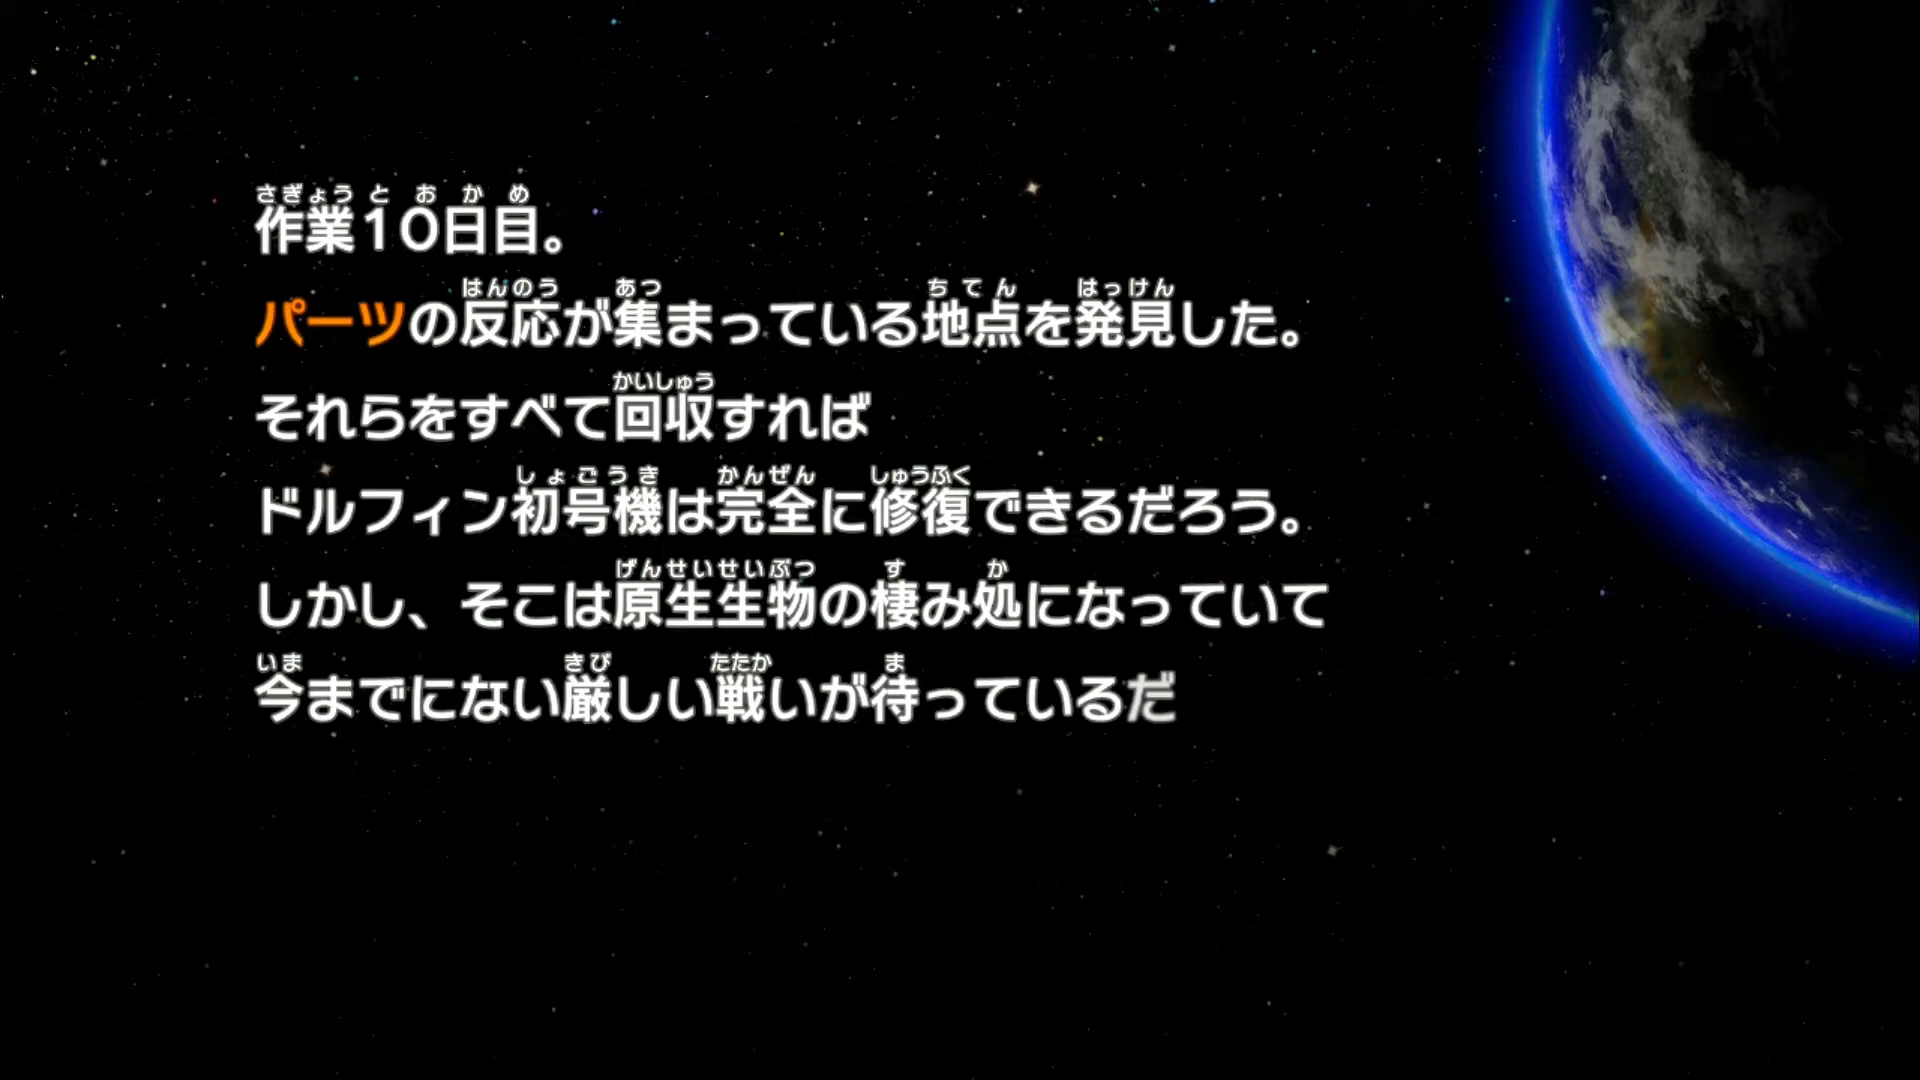 作業10日目。
パーツの反応が集まっている地点を発見した。
それらをすべて回収すれば
ドルフィン初号機は完全に修復できるだろう。
しかし、そこは原生生物の棲み処になっていて
今までにない厳しい戦いが待っているだ